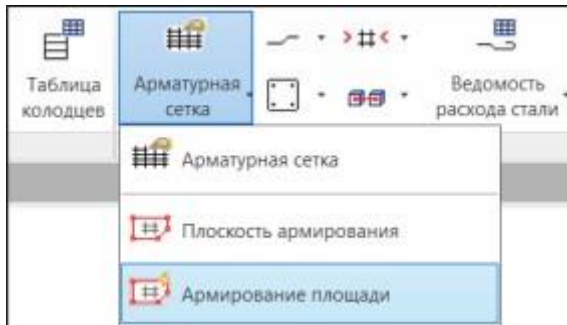 Таблица
колодцев
Арматурная
сетка
Ведомость
расхода стали
Арматурная сетка
Плоскость армирования
Армирование площади